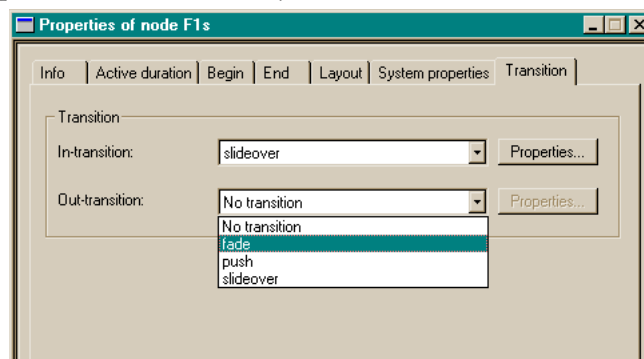 Properties of node F1s
Info Active duration Begin End Layout System properties Transition
Transition
In-transition: slideover Properties...
Out-transition: No transition Properties...
No transition
fade
push
slideover